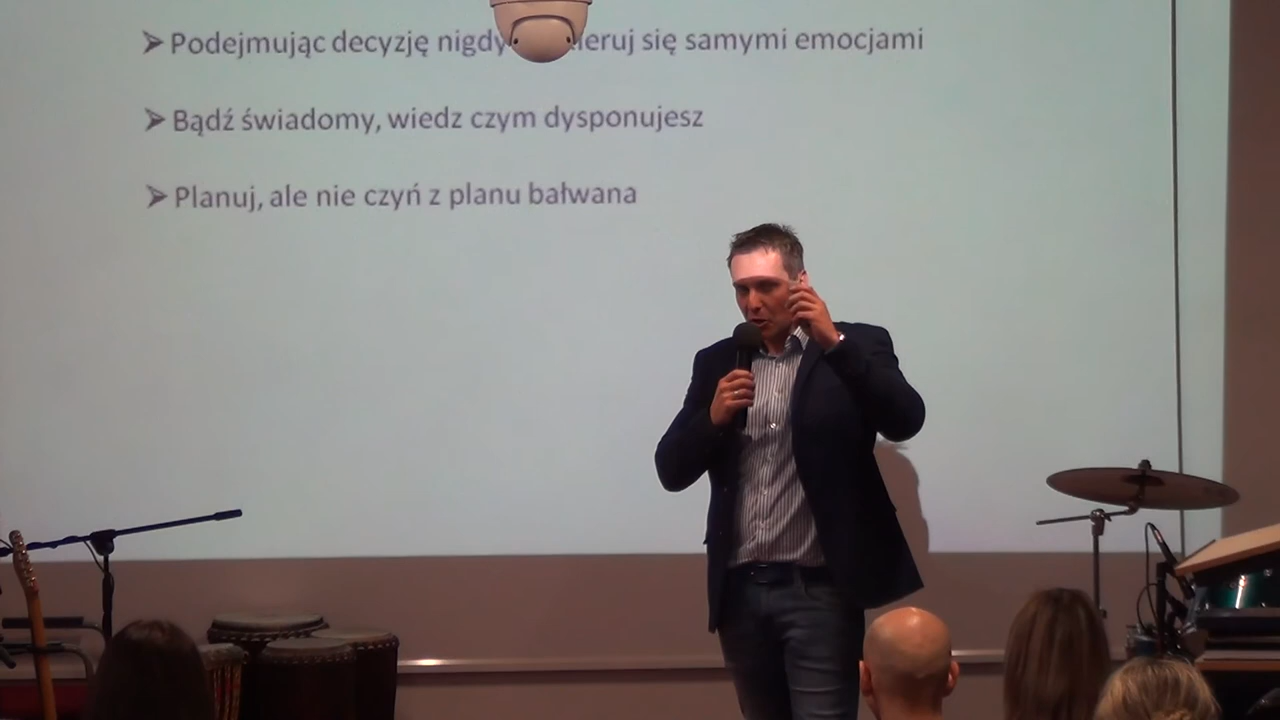 Podejmując decyzję nigdy się samymi emocjami
Bądź świadomy, wiedz czym dysponujesz
Planuj, ale nie czyń z planu bałwana